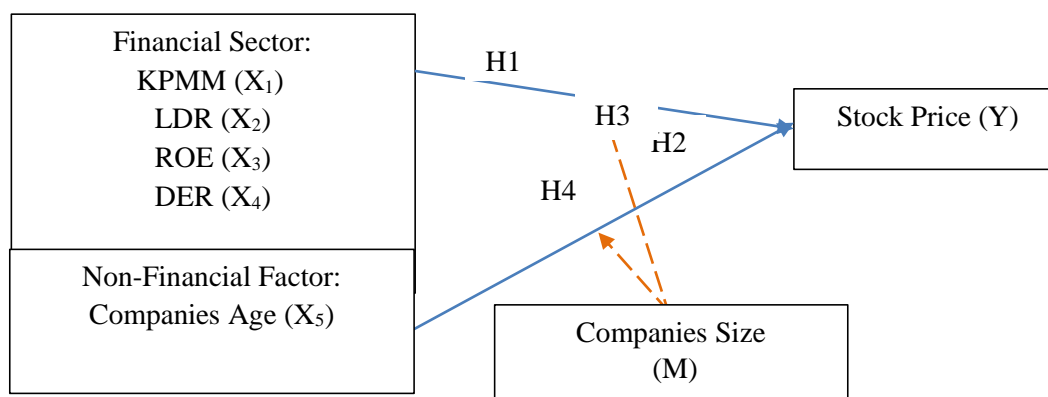 Financial Sector:
KPMM (X₁)
LDR (X₂)
ROE (X₃)
DER (X₄)
Non-Financial Factor:
Companies Age (X₅)
H1
H3
H2
H4
Stock Price (Y)
Companies Size
(M)